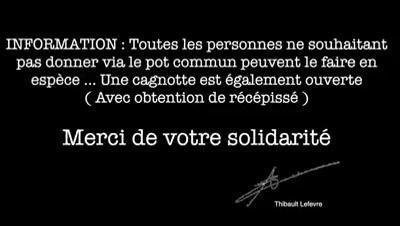 INFORMATION : Toutes les personnes ne souhaitant
pas donner via le pot commun peuvent le faire en
espèce ... Une cagnotte est également ouverte
( Avec obtention de récépissé )
Merci de votre solidarité
Thibault Lefevre